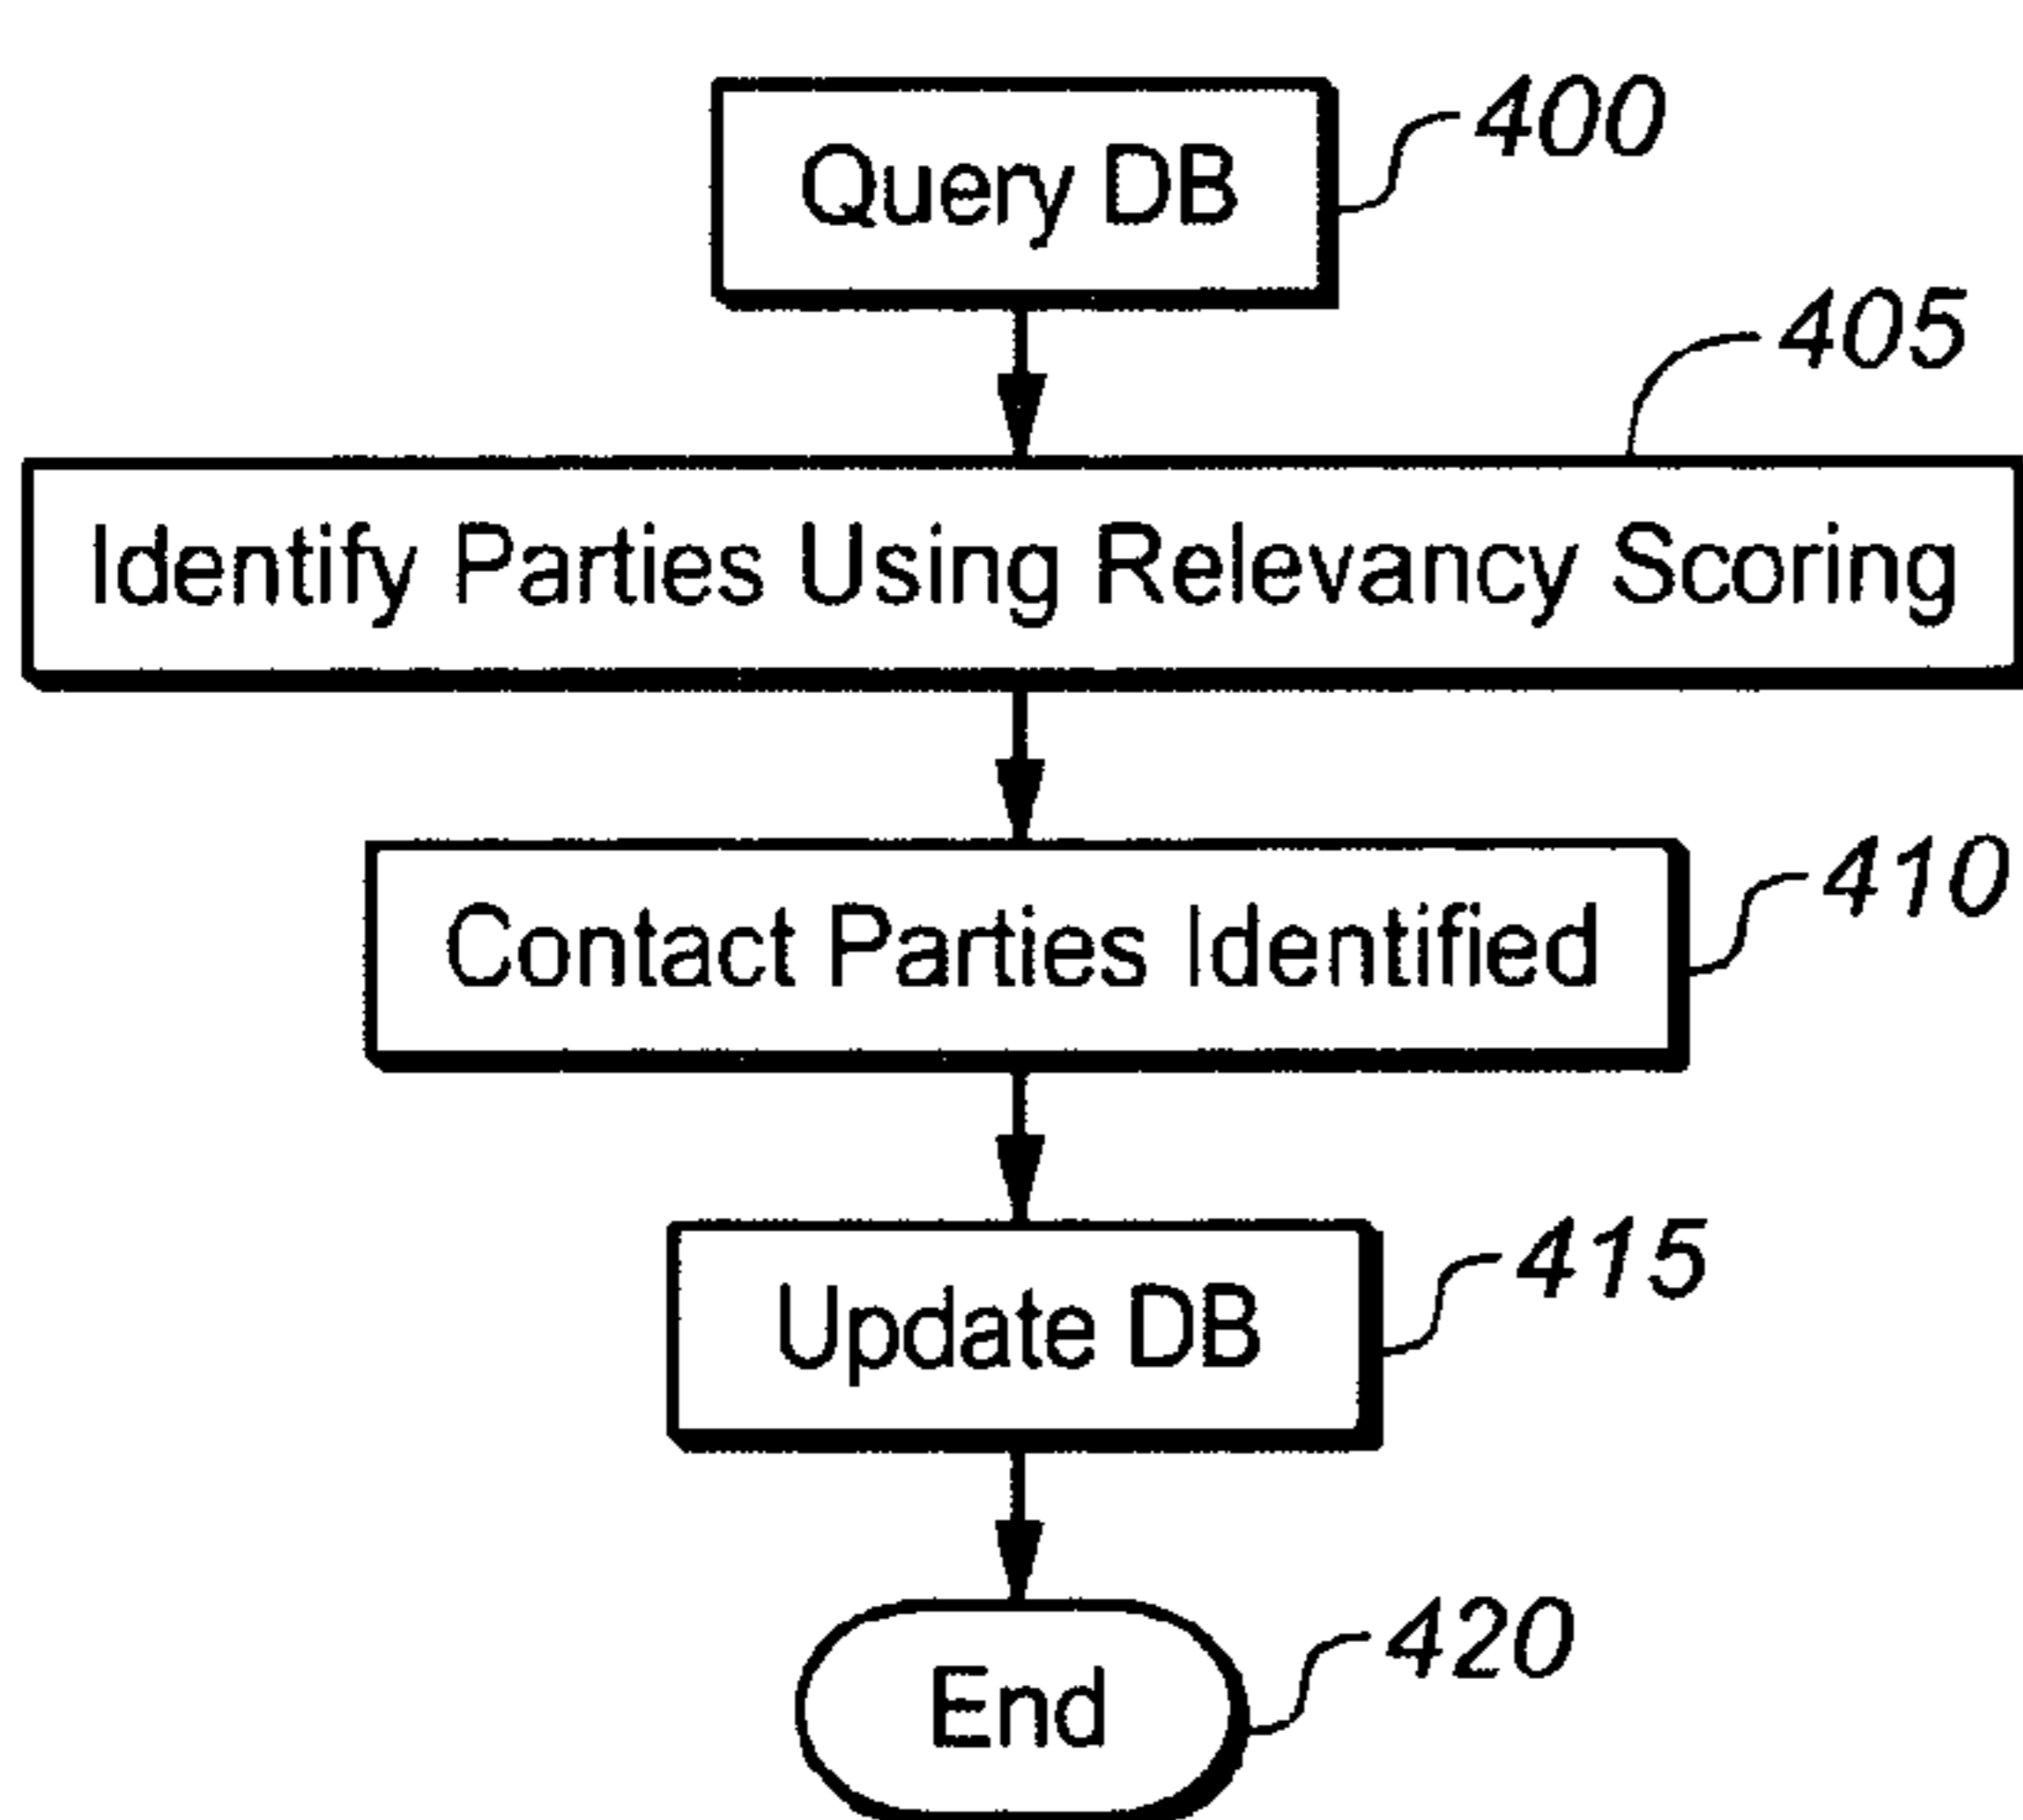 Query DB
400
405
Identify Parties Using Relevancy Scoring
Contact Parties Identified
410
Update DB
415
End
420